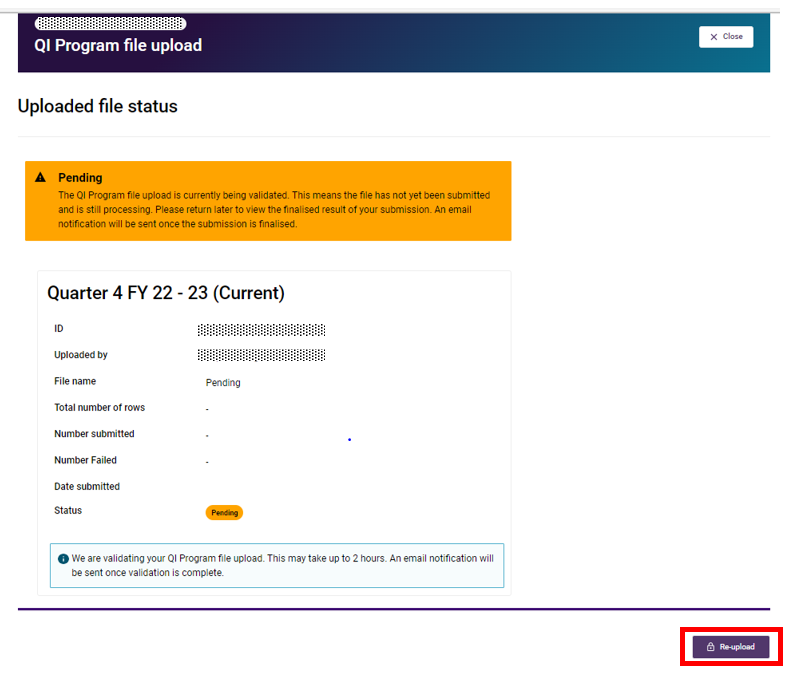 QI Program file upload
Close
Uploaded file status
Pending
The QI Program file upload is currently being validated. This means the file has not yet been submitted
and is still processing. Please return later to view the finalised result of your submission. An email
notification will be sent once the submission is finalised.
Quarter 4 FY 22 - 23 (Current)
ID
Uploaded by
File name Pending
Total number of rows -
Number submitted -
Number Failed -
Date submitted
Status Pending
We are validating your QI Program file upload. This may take up to 2 hours. An email notification will
be sent once validation is complete.
Re-upload